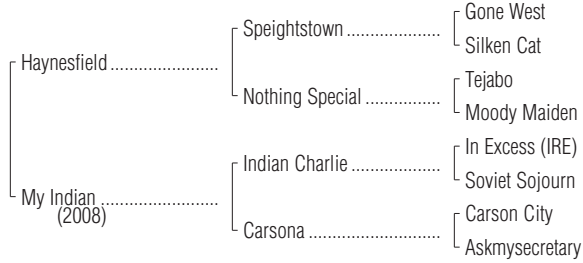 Gone West
Speightstown ...................
Silken Cat
Haynesfield ......................
Tejabo
Nothing Special ...............
Moody Maiden
In Excess (IRE)
Indian Charlie ..................
Soviet Sojourn
My Indian ........................
(2008)
Carson City
Carsona ...........................
Askmysecretary